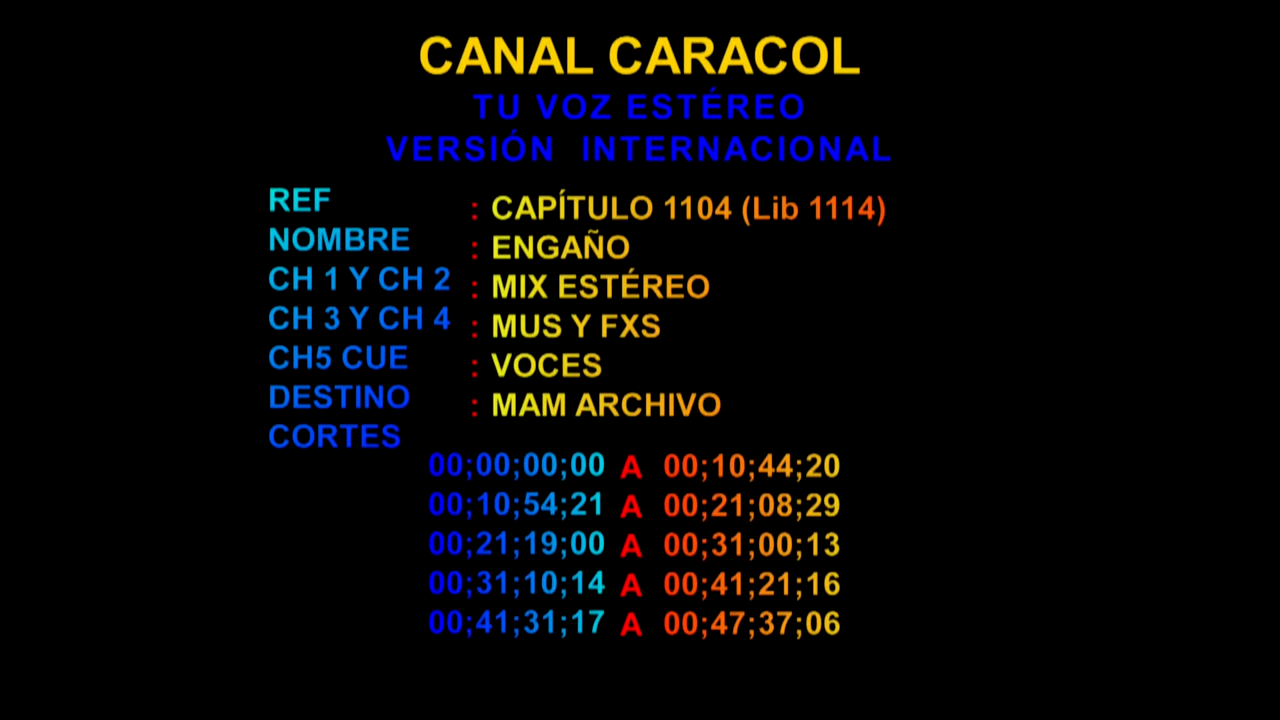 CANAL CARACOL
TU VOZ ESTÉREO
VERSIÓN INTERNACIONAL
REF : CAPÍTULO 1104 (Lib 1114)
NOMBRE : ENGAÑO
CH 1 Y CH 2 : MIX ESTÉREO
CH 3 Y CH 4 : MUS Y FXS
CH5 CUE : VOCES
DESTINO : MAM ARCHIVO
CORTES
00;00;00;00 A 00;10;44;20
00;10;54;21 A 00;21;08;29
00;21;19;00 A 00;31;00;13
00;31;10;14 A 00;41;21;16
00;41;31;17 A 00;47;37;06